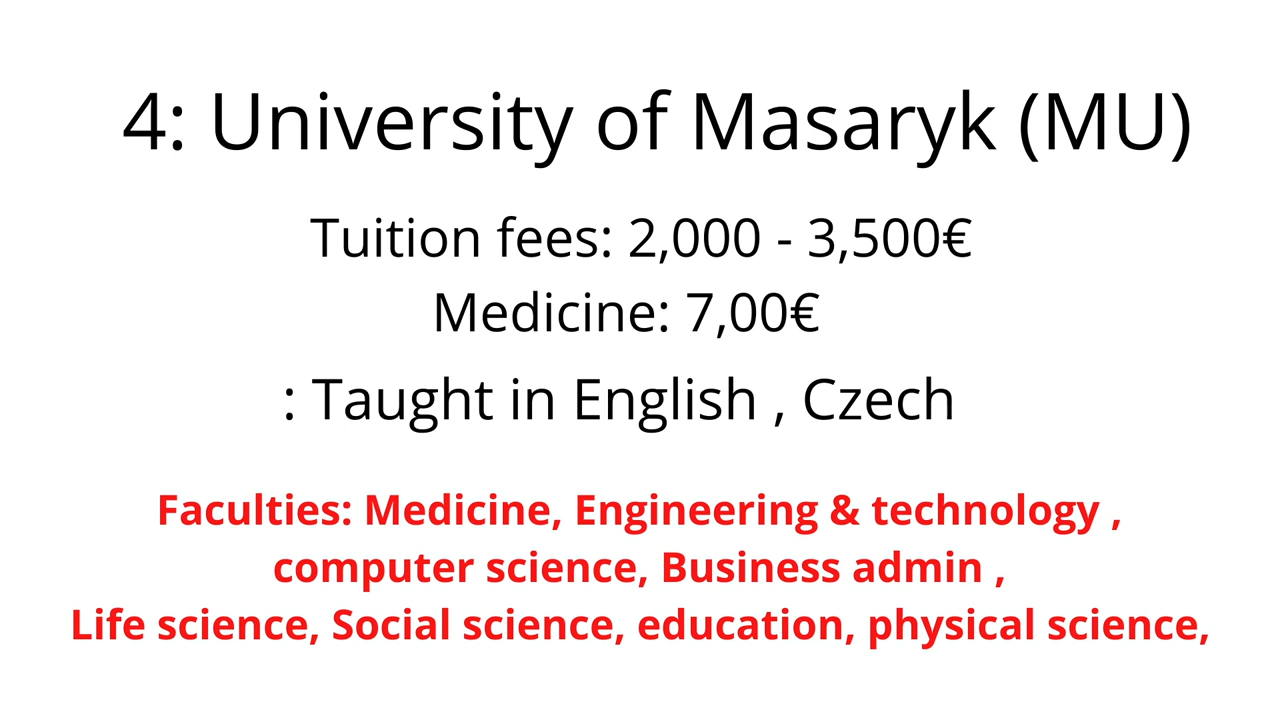 4: University of Masaryk (MU)
Tuition fees: 2,000 - 3,500€
Medicine: 7,00€
: Taught in English , Czech
Faculties: Medicine, Engineering & technology ,
computer science, Business admin ,
Life science, Social science, education, physical science,